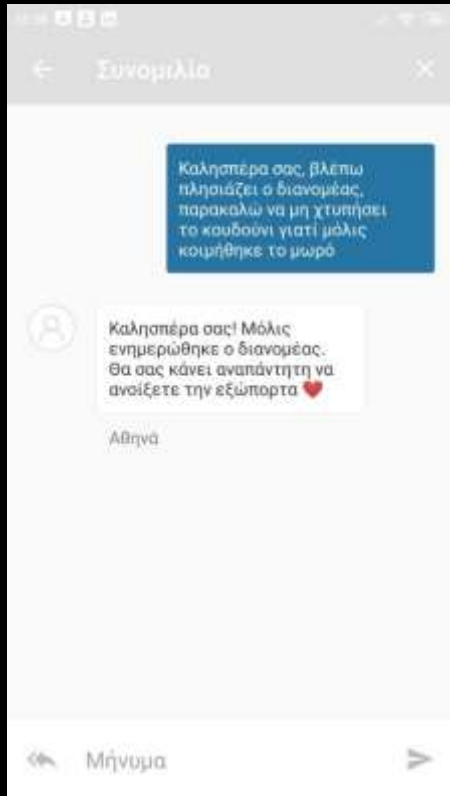 Συνομιλία
Καλησπέρα σας, βλέπω
πλησιάζει ο διανομέας,
παρακαλώ να μη χτυπήσει
το κουδούνι γιατί μόλις
κοιμήθηκε το μωρό
Καλησπέρα σας! Μόλις
ενημερώθηκε ο διανομέας.
Θα σας κάνει αναπάντητη να
ανοίξετε την εξώπορτα ❤️
Αθηνά
Μήνυμα